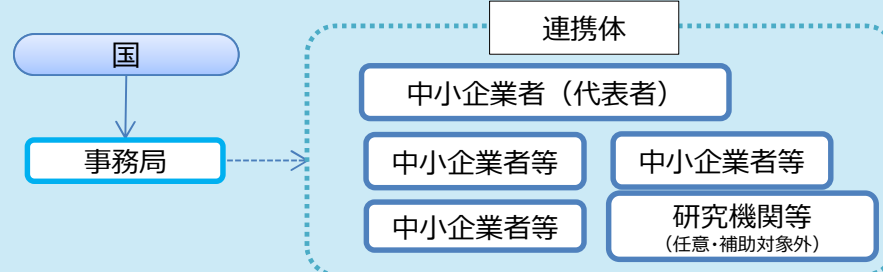 連携体
国
中小企業者（代表者）
事務局
中小企業者等
中小企業者等
中小企業者等
研究機関等
（任意・補助対象外）